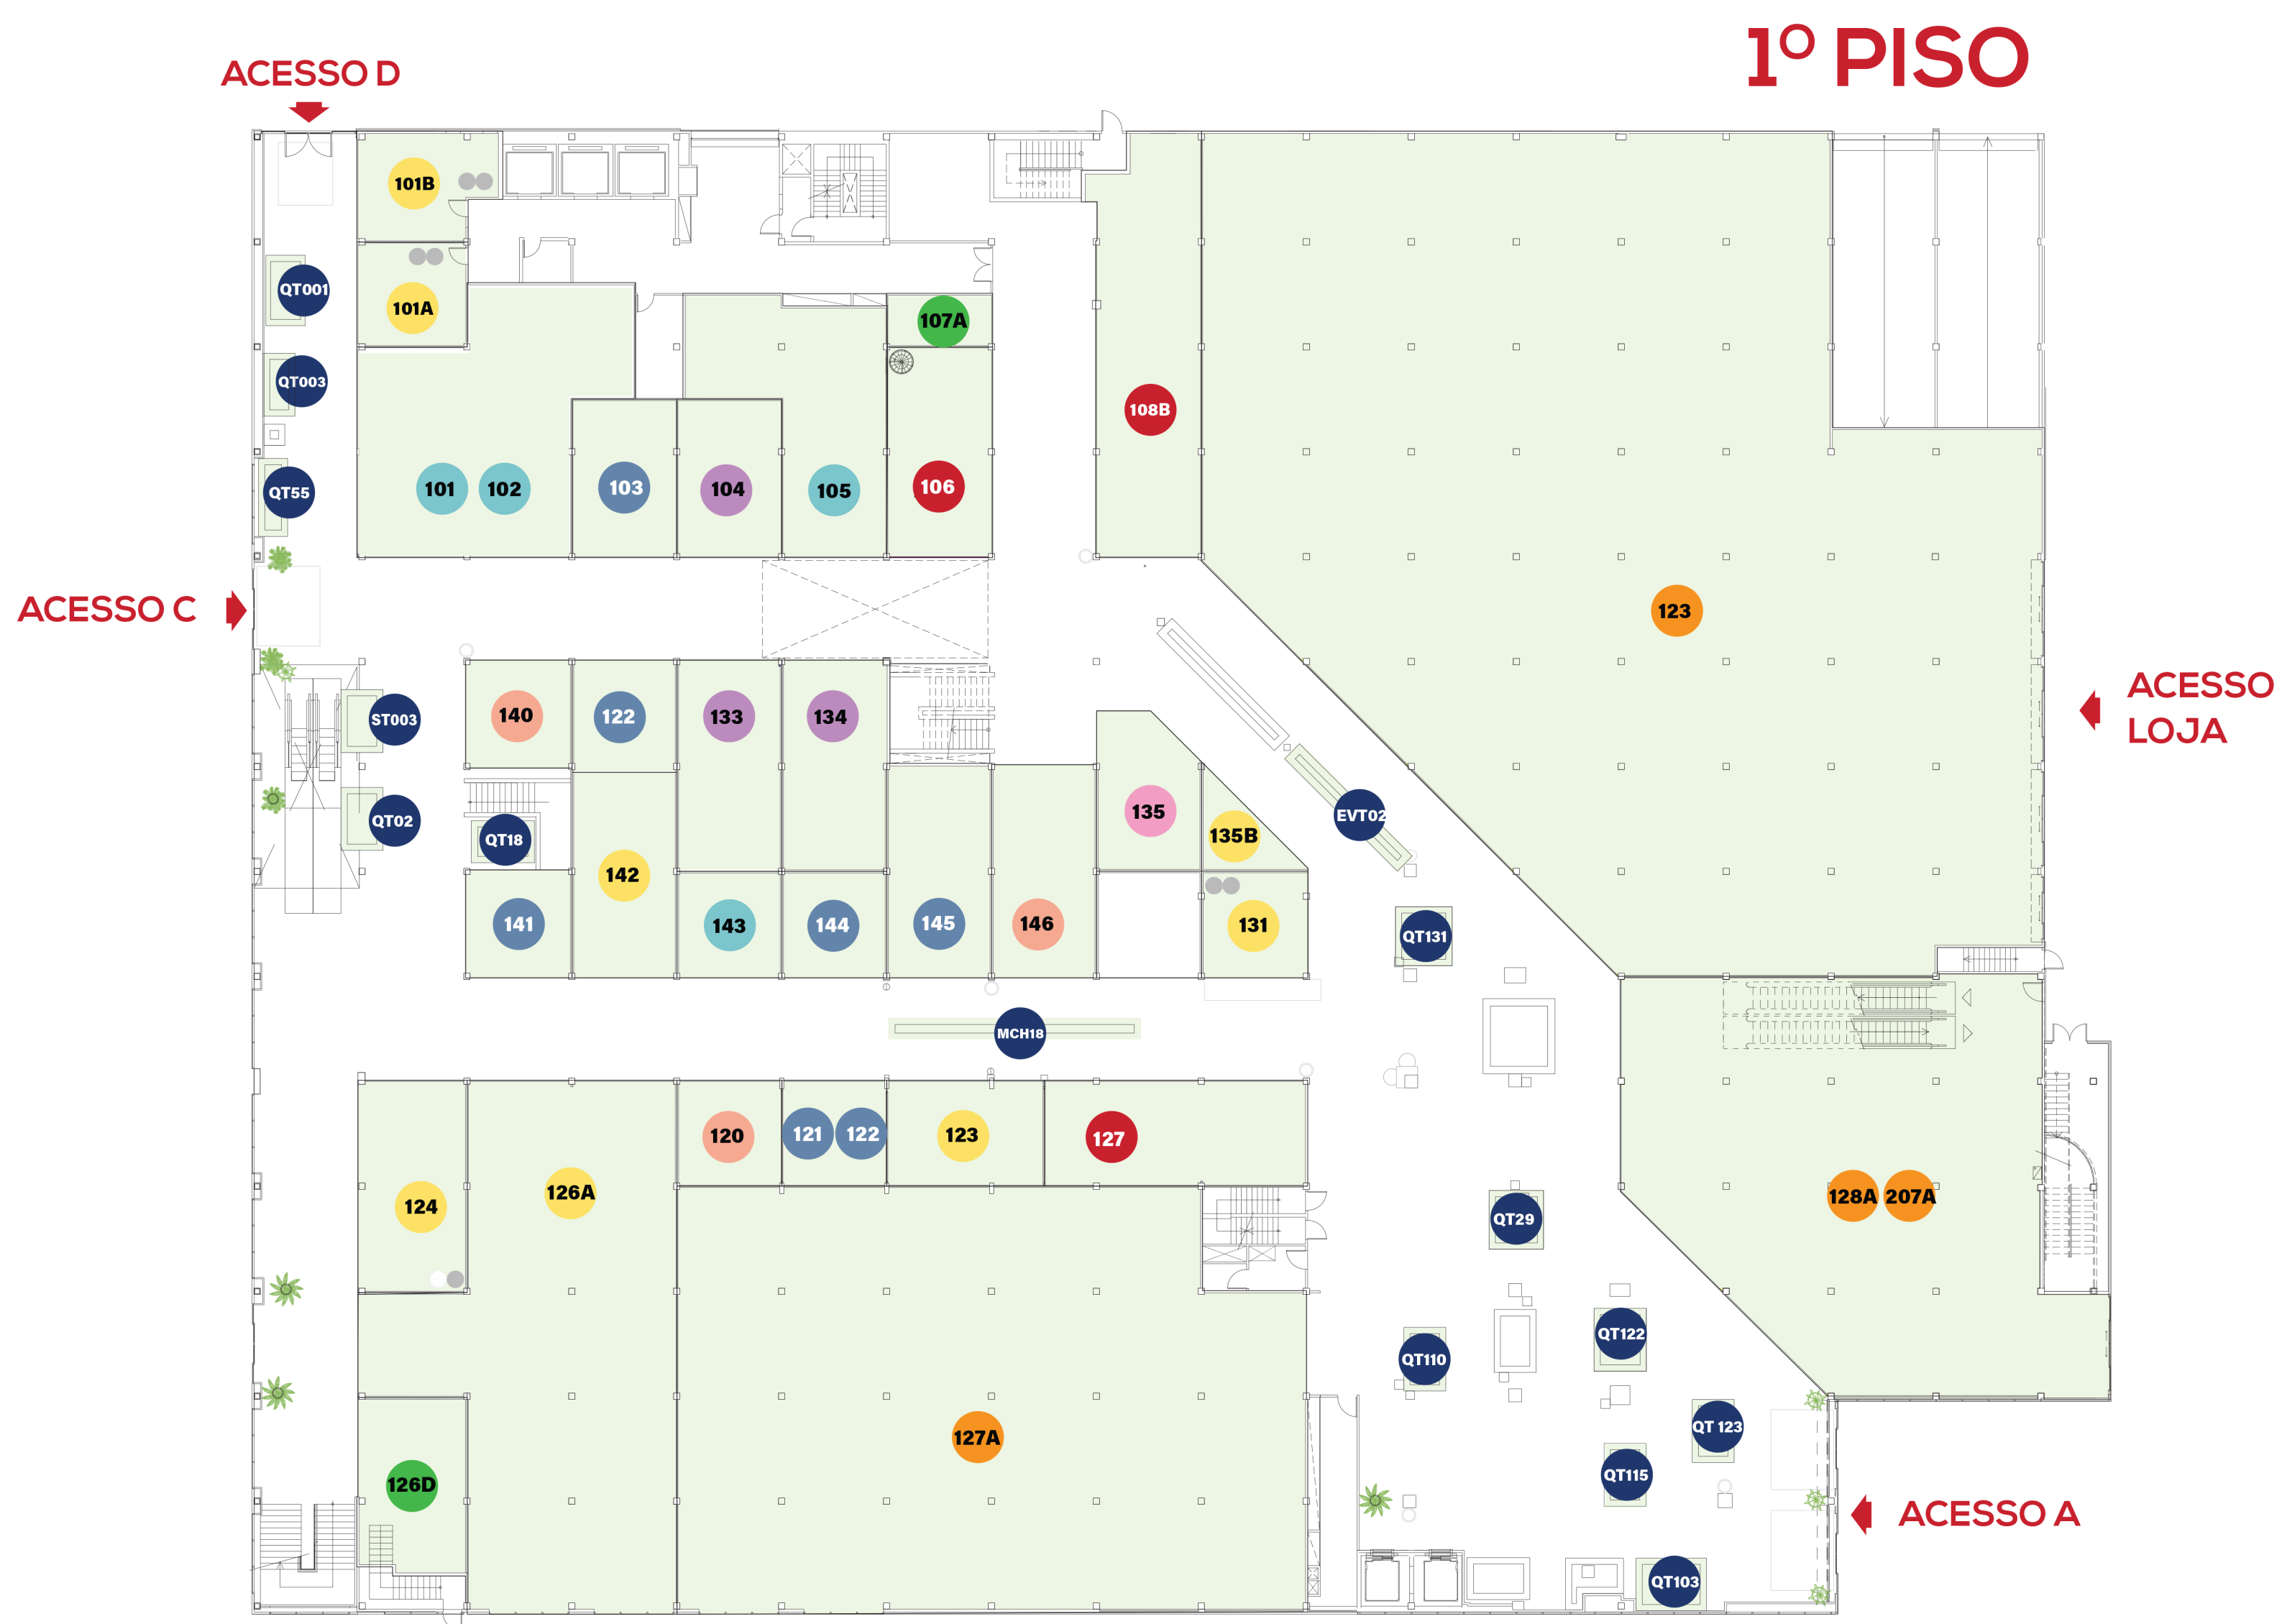 1º PISO
ACESSO D
101B
QT001
101A
107A
QT003
108B
QT55
101
102
103
104
105
106
ACESSO C
123
ACESSO
LOJA
ST003
140
122
133
134
QT02
QT18
135
135B
EVT02
142
141
143
144
145
146
131
QT131
MCH18
120
121
122
123
127
124
126A
128A
207A
QT29
QT110
QT122
127A
QT 123
126D
QT115
ACESSO A
QT103